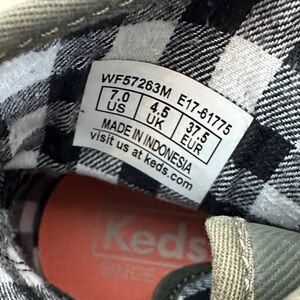 WF57263M E17-61775
7.0 4.5 37.5
US UK EUR
MADE IN INDONESIA
visit us at keds.com
Keds
SINCE